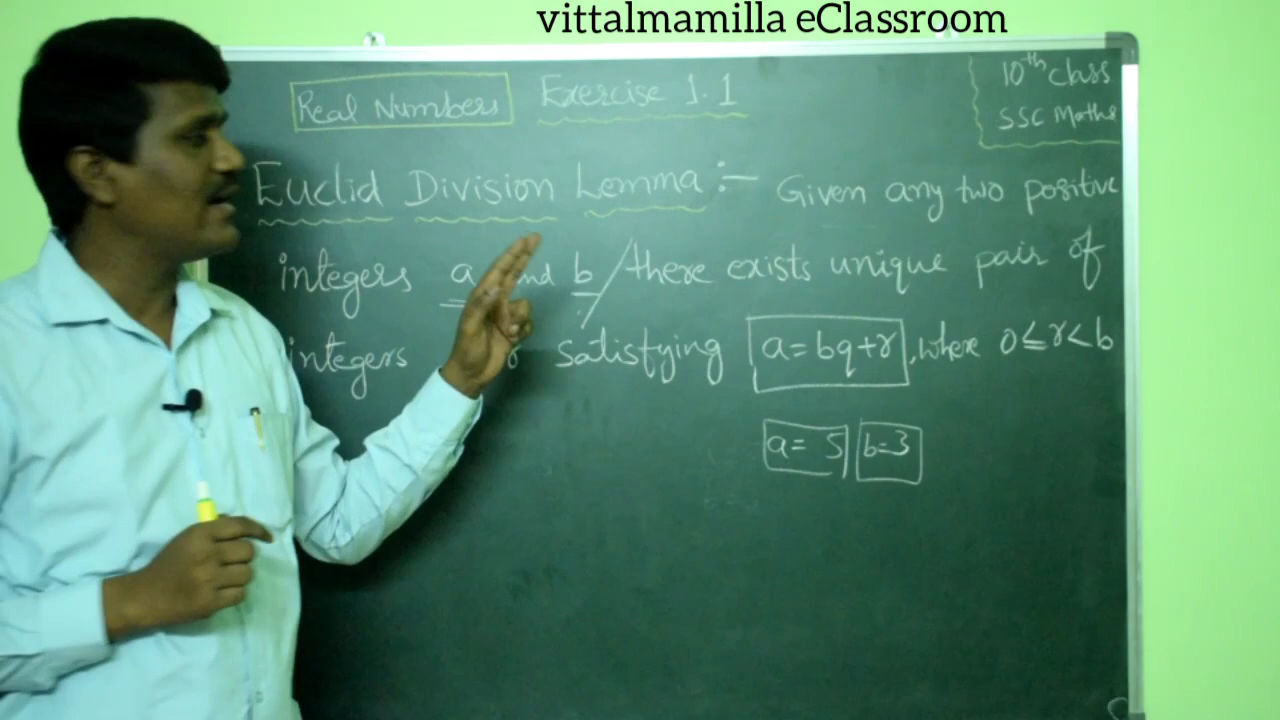 vittalmamilla eClassroom
Real Numbers Exercise 1.1
10th class
SSC Maths
Euclid Division Lemma :- Given any two positive
integers a and b / there exists unique pair of
integers satisfying a=bq+r, where 0≤r<b
a= 5 b=3